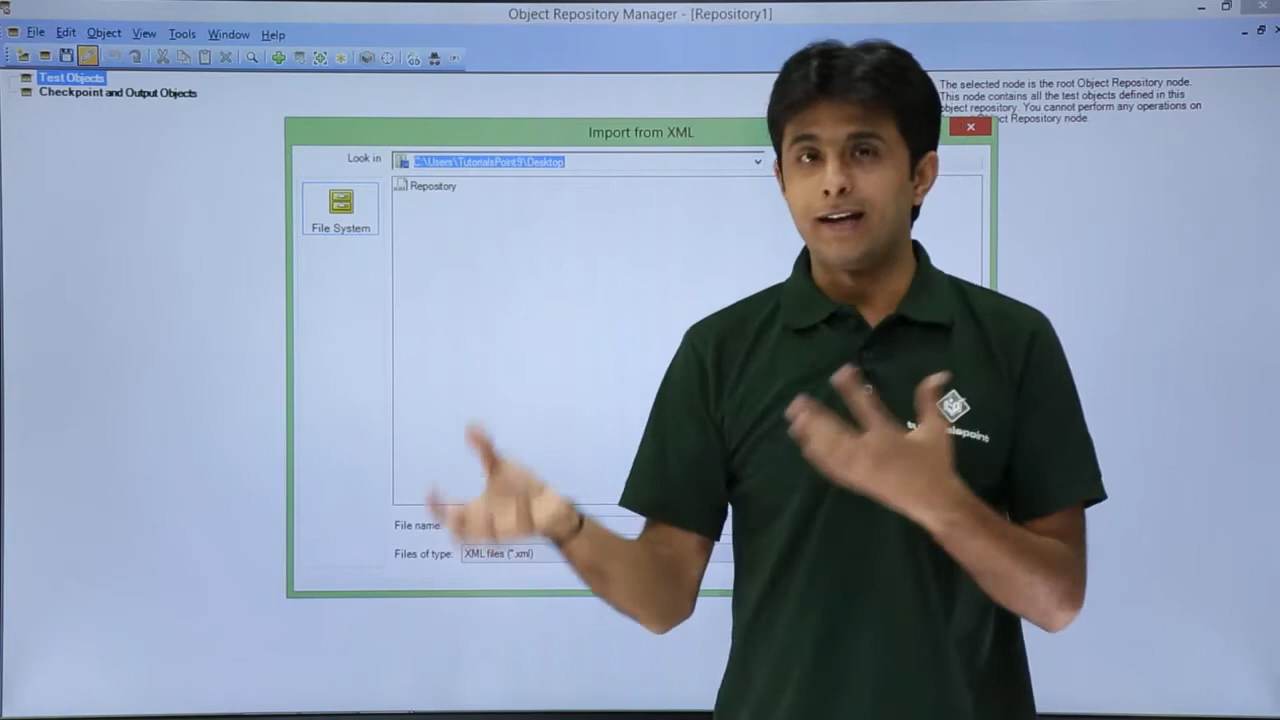 Object Repository Manager - [Repository1]
File Edit Object View Tools Window Help
Test Objects
Checkpoint and Output Objects
The selected node is the root Object Repository node.
This node contains all the test objects defined in this
object repository. You cannot perform any operations on
Object Repository node.
Import from XML
Look in
C:\Users\TutorialsPoint9\Desktop
Repository
File System
File name:
Files of type: XML files (*.xml)
tutorialspoint